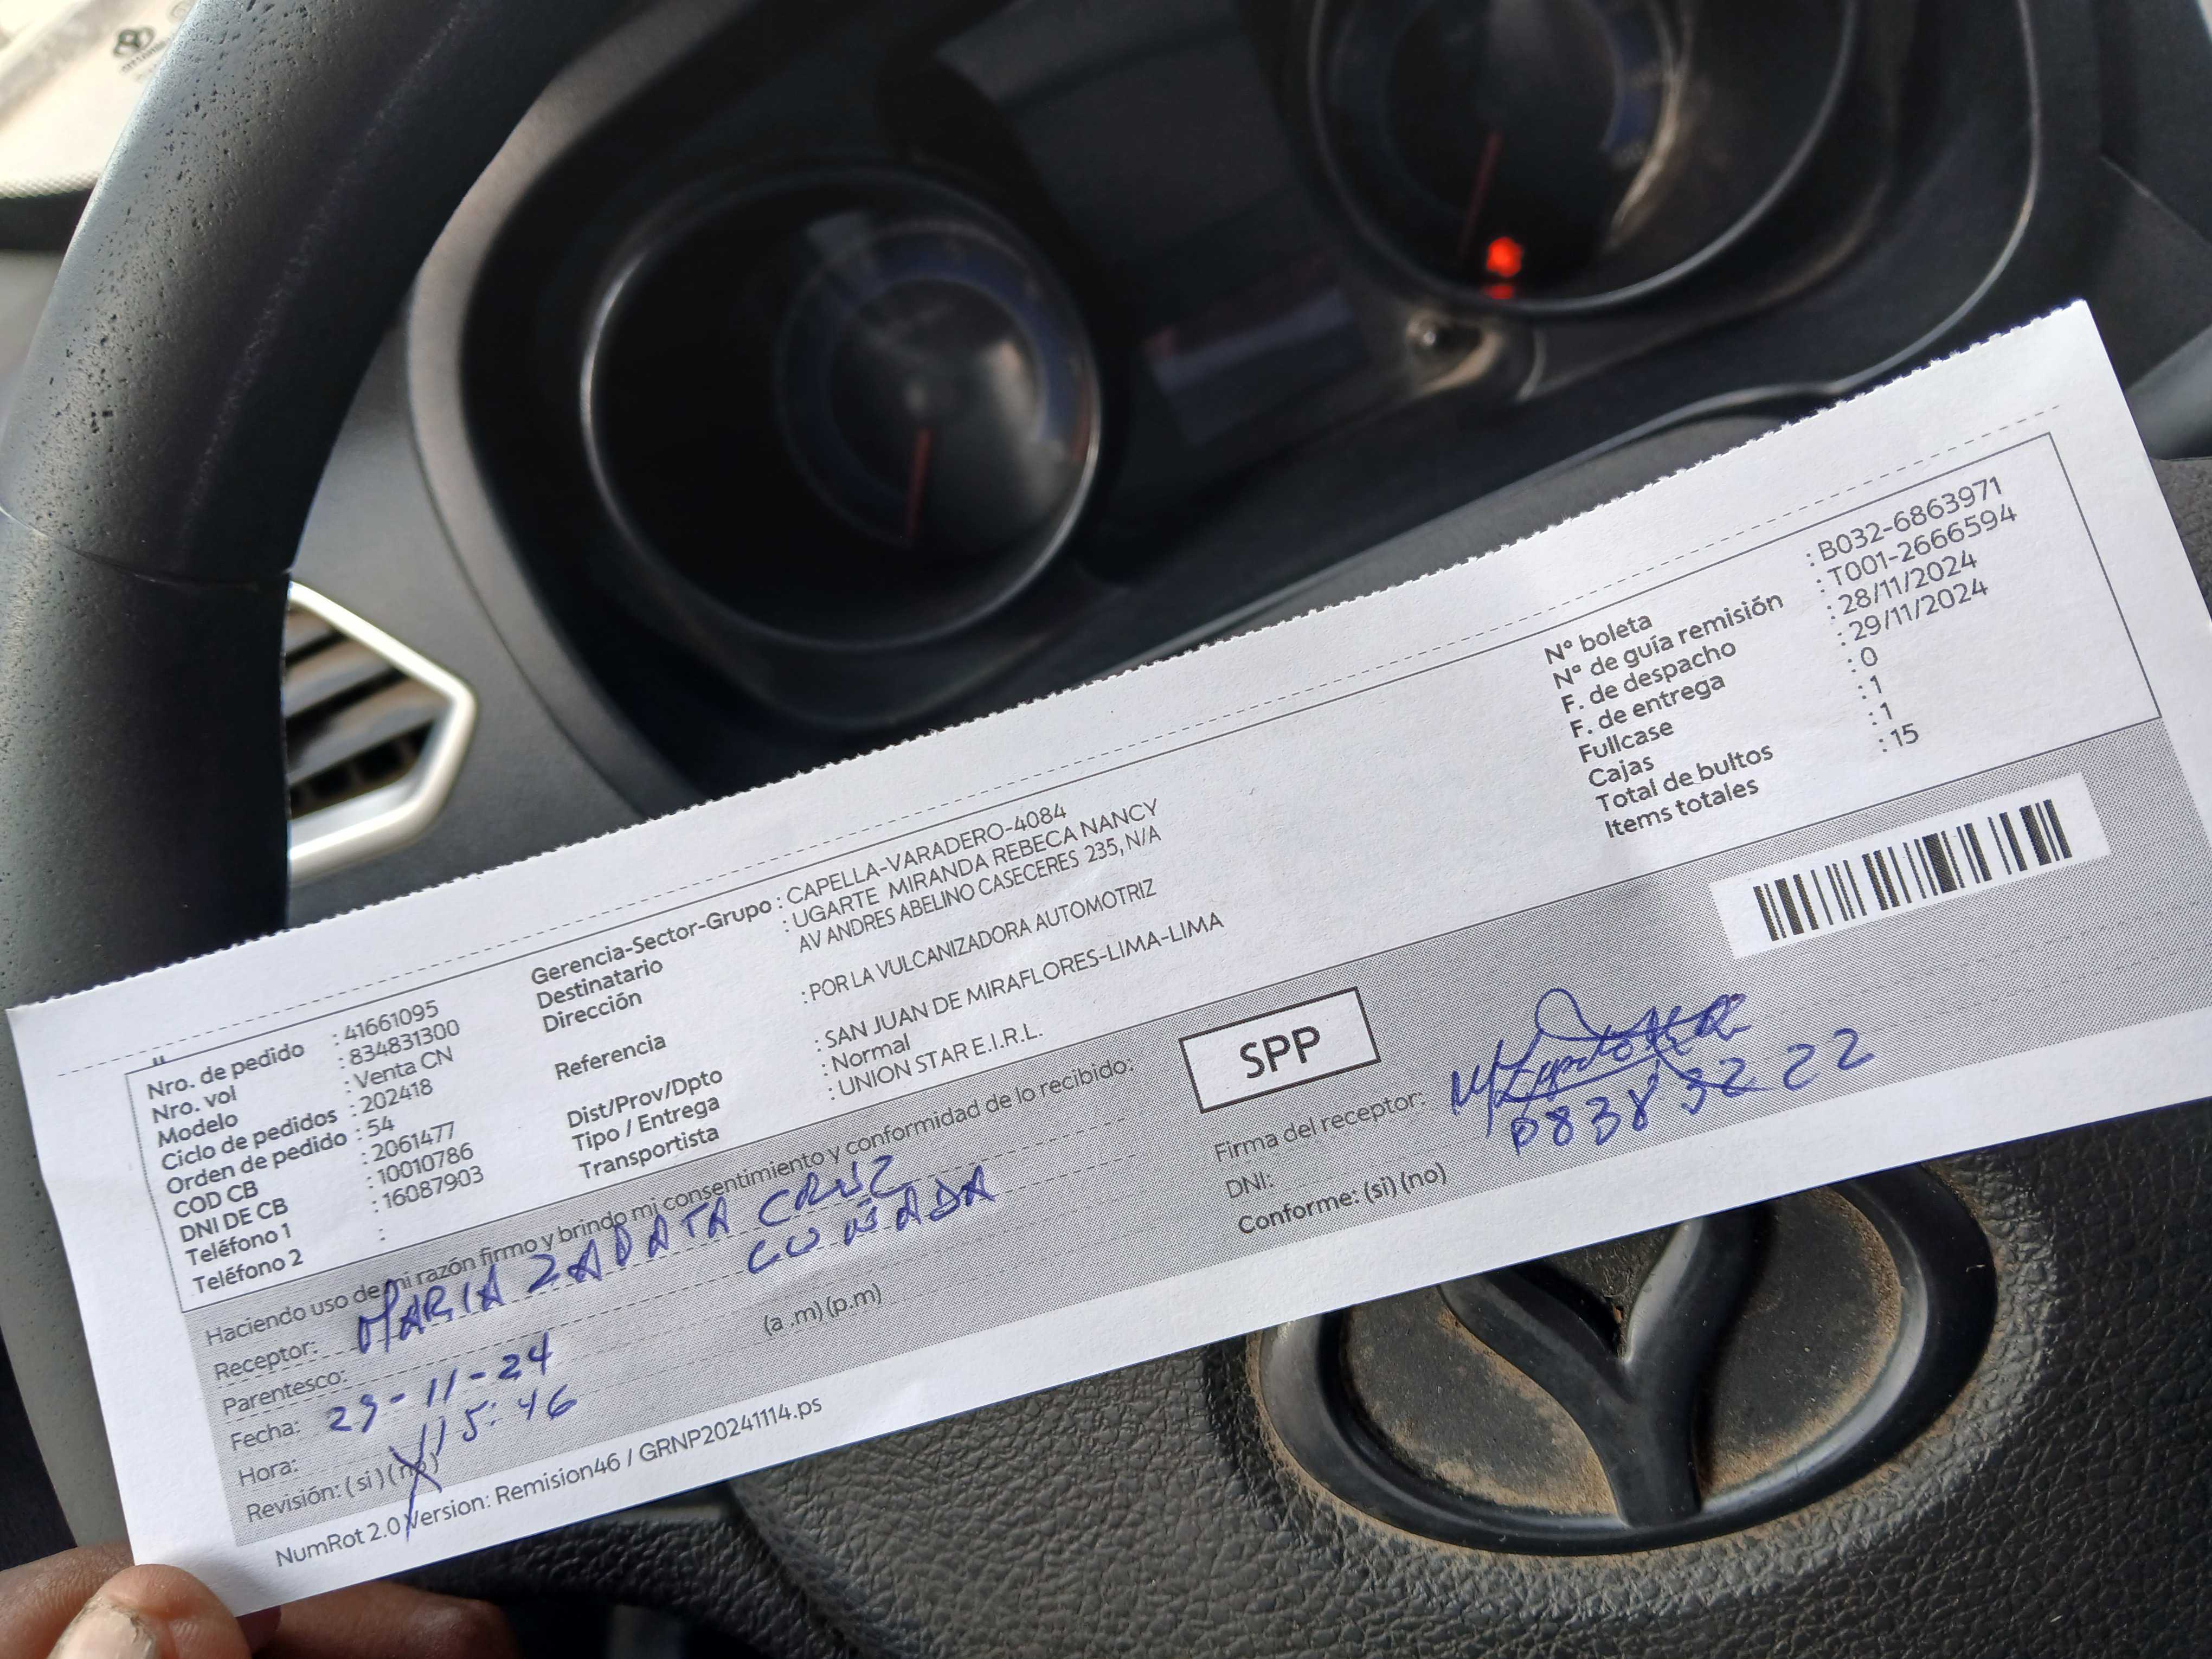 Nro. de pedido : 41661095
Nro. vol : 834831300
Modelo : Venta CN
Ciclo de pedidos : 202418
Orden de pedido : 54
COD CB : 2061477
DNI DE CB : 10010786
Teléfono 1 : 16087903
Teléfono 2 :
Gerencia-Sector-Grupo : CAPELLA-VARADERO-4084
Destinatario : UGARTE MIRANDA REBECA NANCY
Dirección AV ANDRES ABELINO CASECERES 235, N/A
Referencia : POR LA VULCANIZADORA AUTOMOTRIZ
Dist/Prov/Dpto : SAN JUAN DE MIRAFLORES-LIMA-LIMA
Tipo / Entrega : Normal
Transportista : UNION STAR E.I.R.L.
N° boleta : B032-6863971
N° de guía remisión : T001-2666594
F. de despacho : 28/11/2024
F. de entrega : 29/11/2024
Fullcase : 0
Cajas : 1
Total de bultos : 1
Items totales : 15
Haciendo uso de mi razón firmo y brindo mi consentimiento y conformidad de lo recibido:
SPP
Receptor: MARIA ZAPATA CRUZ
Parentesco: CUÑADA
Fecha: 29-11-24
Hora: 15:46 (a .m) (p.m)
Revisión: ( si ) ( no )
Firma del receptor:
DNI:
Conforme: (si) (no)
NumRot 2.0 Version: Remision46 / GRNP20241114.ps